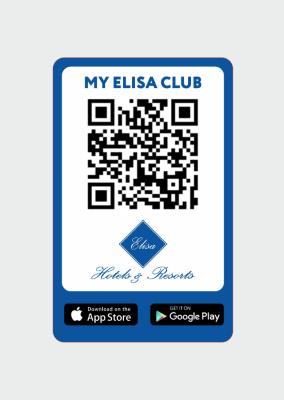 MY ELISA CLUB
Elisa
Hotels & Resorts
Download on the
App Store
GET IT ON
Google Play